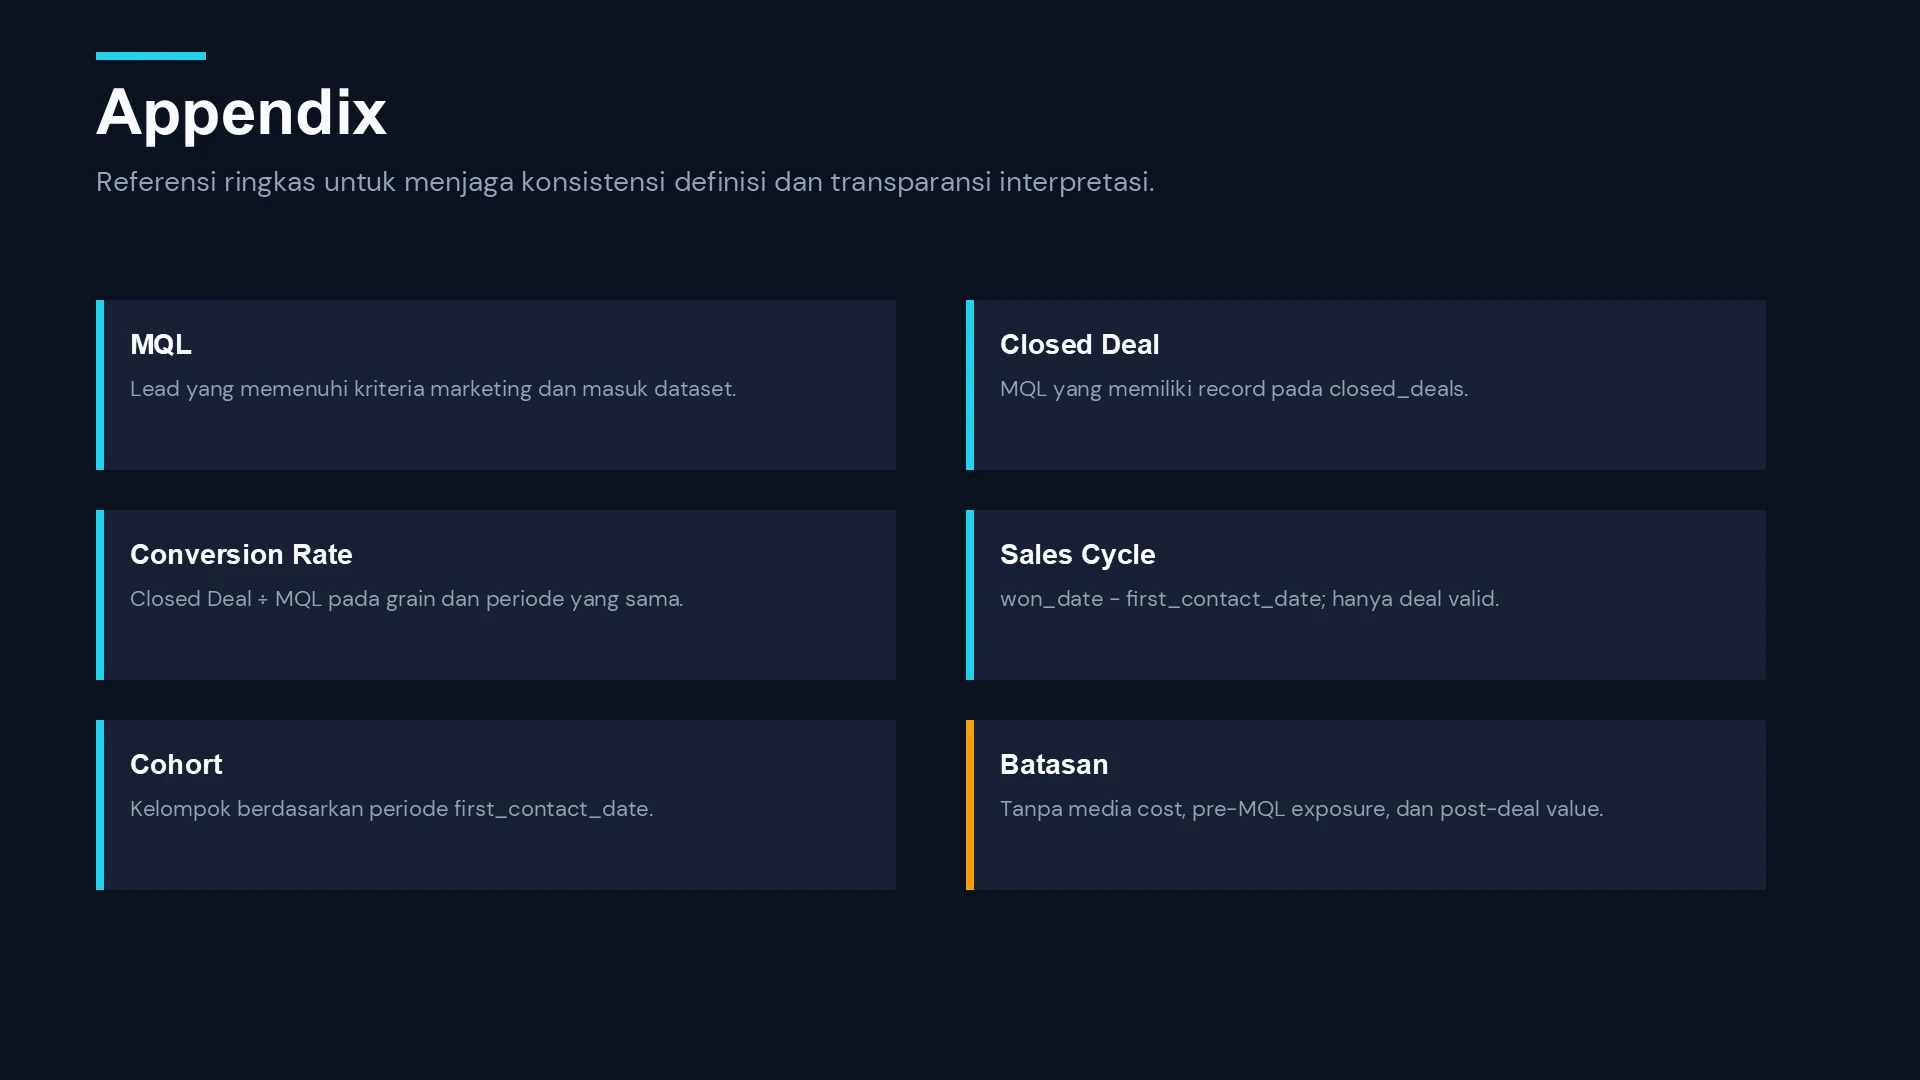 Appendix
Referensi ringkas untuk menjaga konsistensi definisi dan transparansi interpretasi.
MQL
Lead yang memenuhi kriteria marketing dan masuk dataset.
Closed Deal
MQL yang memiliki record pada closed_deals.
Conversion Rate
Closed Deal ÷ MQL pada grain dan periode yang sama.
Sales Cycle
won_date - first_contact_date; hanya deal valid.
Cohort
Kelompok berdasarkan periode first_contact_date.
Batasan
Tanpa media cost, pre-MQL exposure, dan post-deal value.